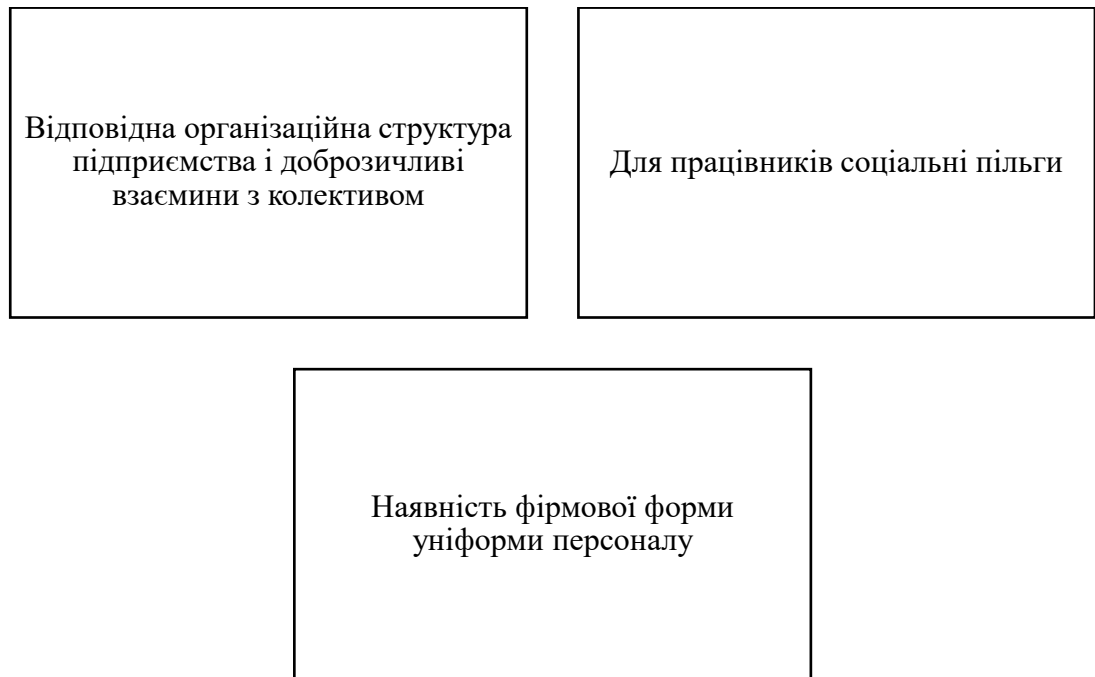 Відповідна організаційна структура
підприємства і доброзичливі
взаємини з колективом
Для працівників соціальні пільги
Наявність фірмової форми
уніформи персоналу